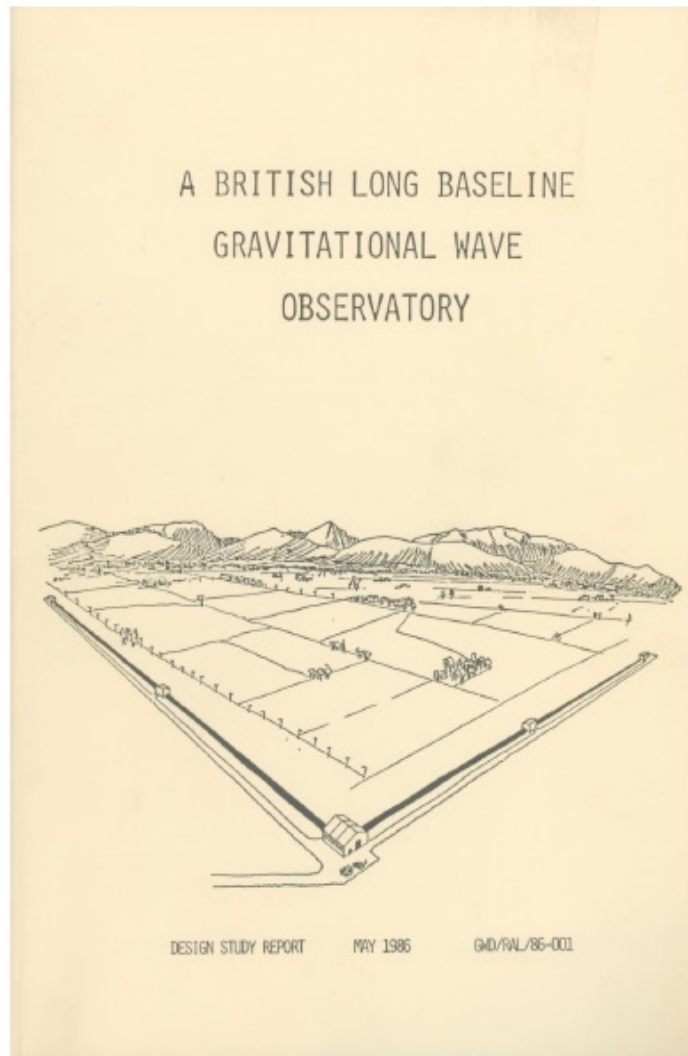 A BRITISH LONG BASELINE
GRAVITATIONAL WAVE
OBSERVATORY
DESIGN STUDY REPORT MAY 1986 GWD/RAL/86-001